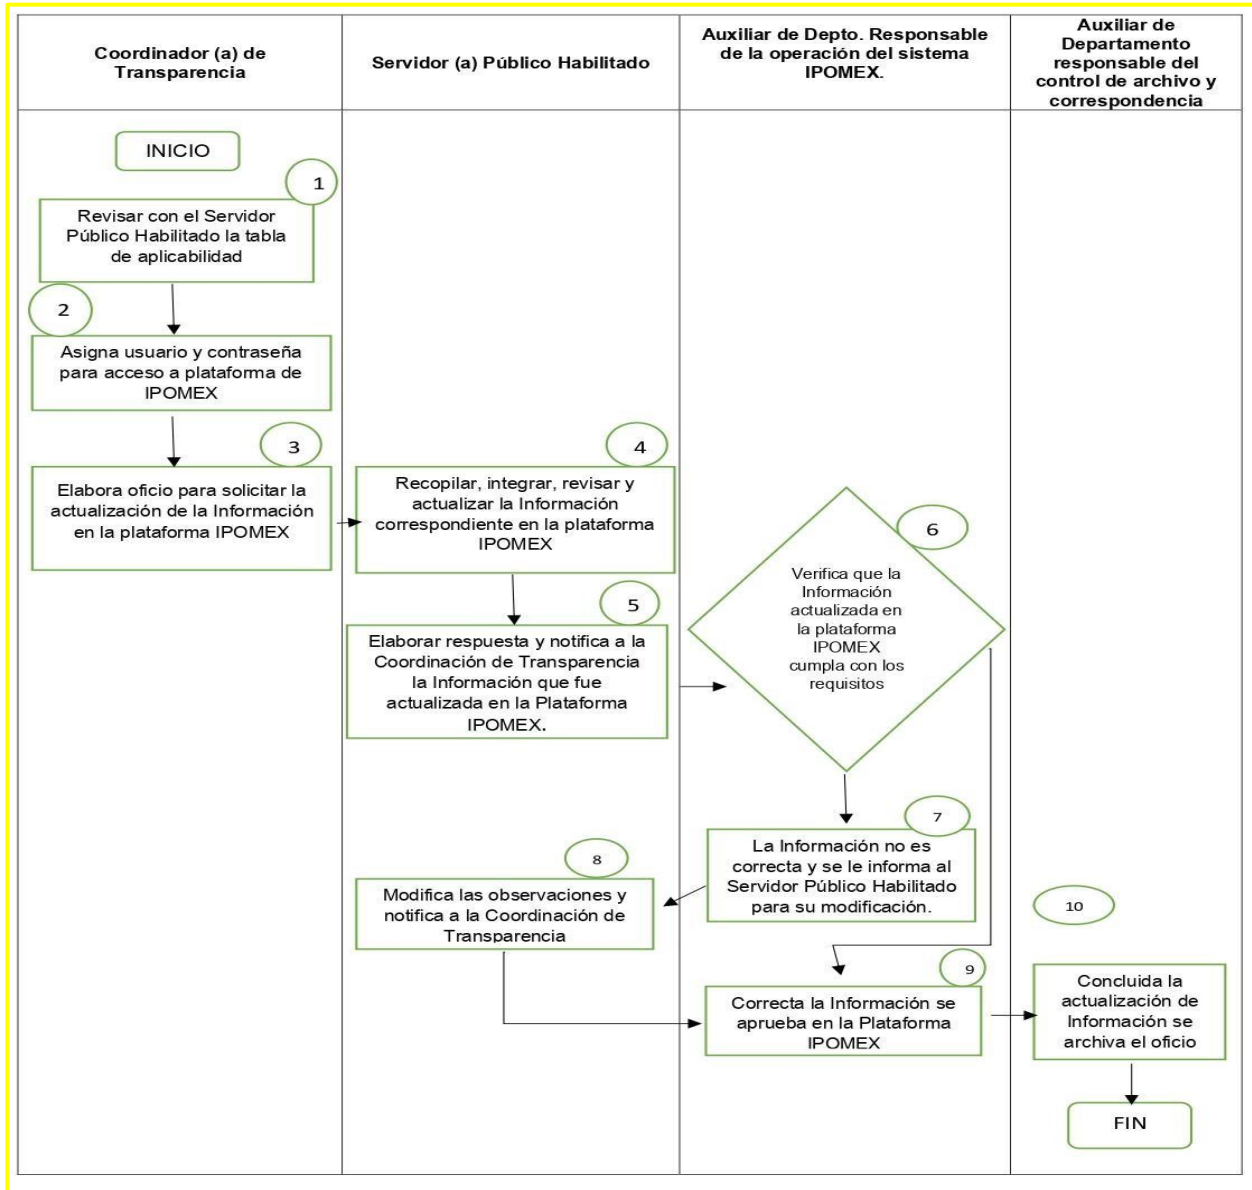 Coordinador (a) de
Transparencia
Servidor (a) Público Habilitado
Auxiliar de Depto. Responsable
de la operación del sistema
IPOMEX.
Auxiliar de
Departamento
responsable del
control de archivo y
correspondencia
INICIO
1
Revisar con el Servidor
Público Habilitado la tabla
de aplicabilidad
2
Asigna usuario y contraseña
para acceso a plataforma de
IPOMEX
3
Elabora oficio para solicitar la
actualización de la Información
en la plataforma IPOMEX
4
Recopilar, integrar, revisar y
actualizar la Información
correspondiente en la plataforma
IPOMEX
5
Elaborar respuesta y notifica a la
Coordinación de Transparencia
la Información que fue
actualizada en la Plataforma
IPOMEX.
6
Verifica que la
Información
actualizada en
la plataforma
IPOMEX
cumpla con los
requisitos
7
La Información no es
correcta y se le informa al
Servidor Público Habilitado
para su modificación.
8
Modifica las observaciones y
notifica a la Coordinación de
Transparencia
9
Correcta la Información se
aprueba en la Plataforma
IPOMEX
10
Concluida la
actualización de
Información se
archiva el oficio
FIN